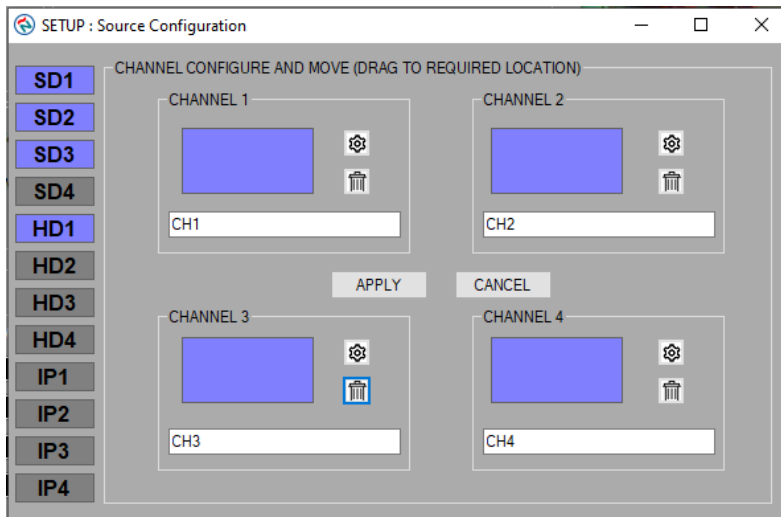 SETUP : Source Configuration
SD1
SD2
SD3
SD4
HD1
HD2
HD3
HD4
IP1
IP2
IP3
IP4
CHANNEL CONFIGURE AND MOVE (DRAG TO REQUIRED LOCATION)
CHANNEL 1
CH1
CHANNEL 2
CH2
APPLY
CANCEL
CHANNEL 3
CH3
CHANNEL 4
CH4